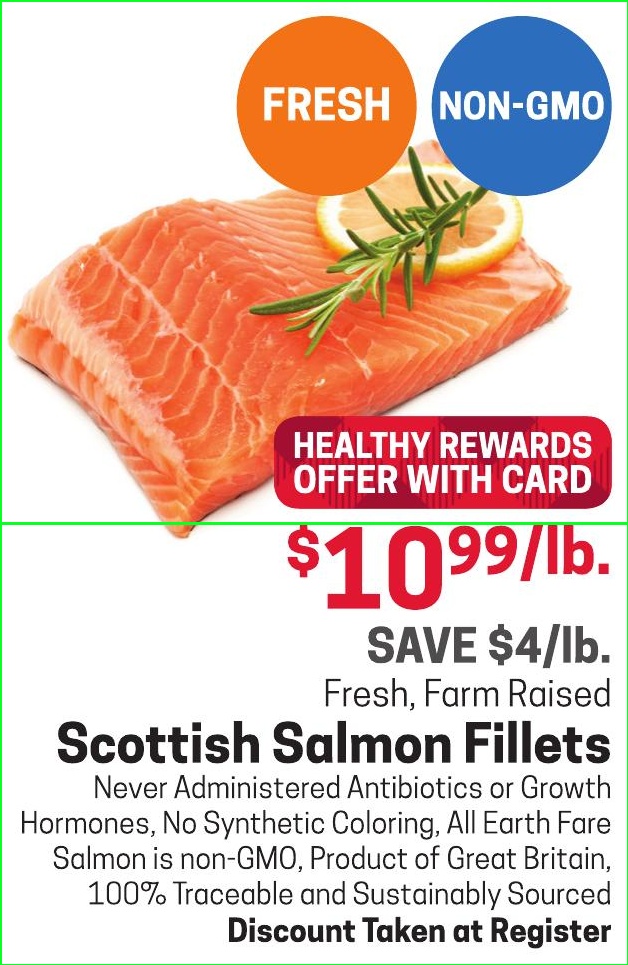 FRESH
NON-GMO
HEALTHY REWARDS
OFFER WITH CARD
$10 99/lb.
SAVE $4/lb.
Fresh, Farm Raised
Scottish Salmon Fillets
Never Administered Antibiotics or Growth
Hormones, No Synthetic Coloring, All Earth Fare
Salmon is non-GMO, Product of Great Britain,
100% Traceable and Sustainably Sourced
Discount Taken at Register